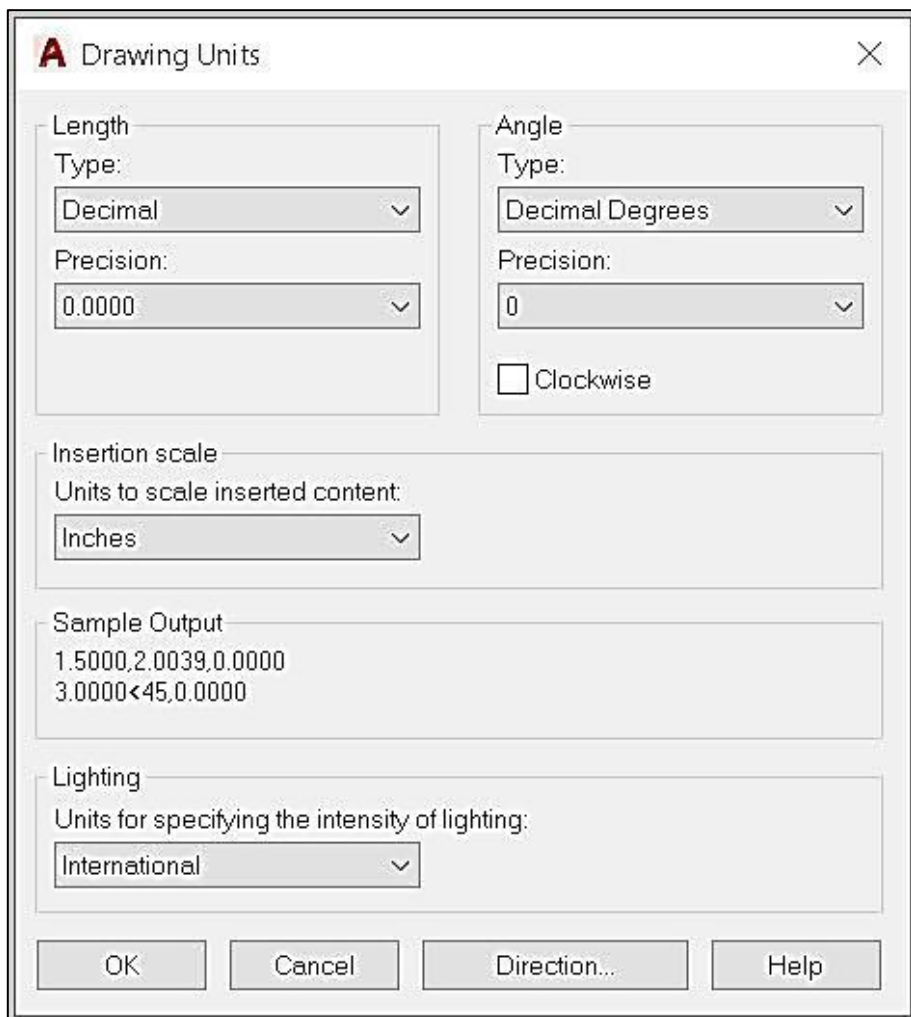 Drawing Units
Length
Type:
Decimal
Precision:
0.0000
Angle
Type:
Decimal Degrees
Precision:
0
Clockwise
Insertion scale
Units to scale inserted content:
Inches
Sample Output
1.5000,2.0039,0.0000
3.0000<45,0.0000
Lighting
Units for specifying the intensity of lighting:
International
OK
Cancel
Direction...
Help